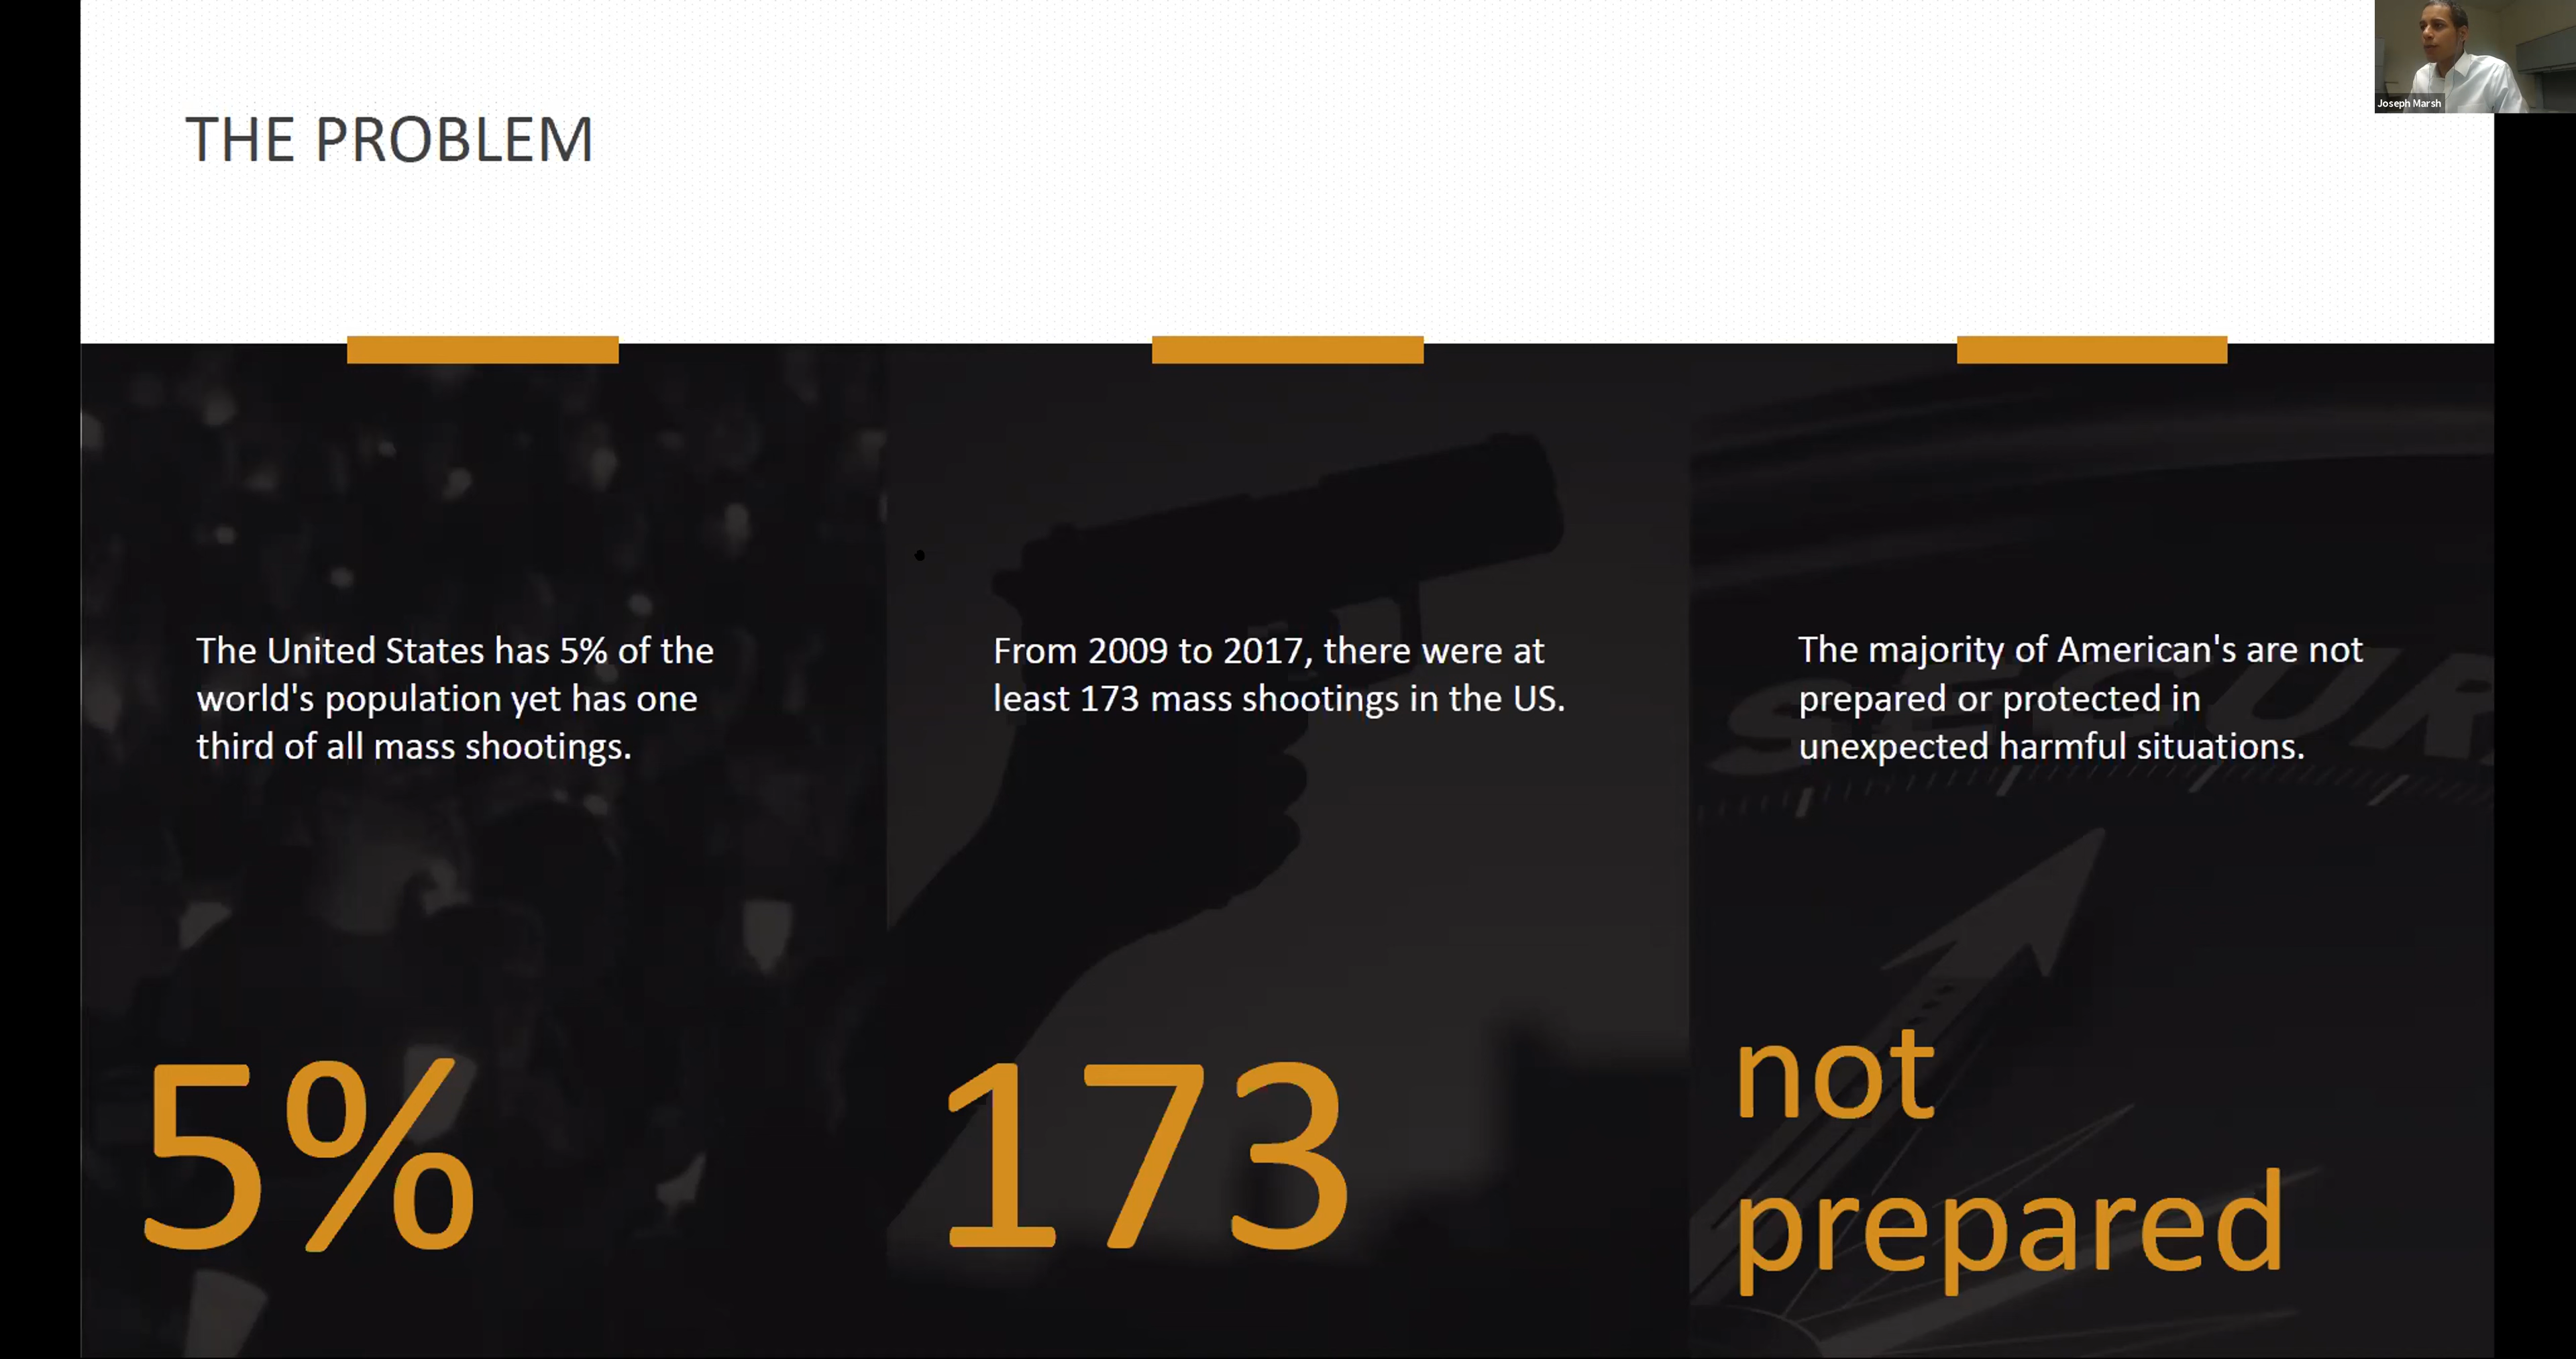 Joseph Marsh
THE PROBLEM
The United States has 5% of the
world's population yet has one
third of all mass shootings.
5%
From 2009 to 2017, there were at
least 173 mass shootings in the US.
173
The majority of American's are not
prepared or protected in
unexpected harmful situations.
SECUR
not
prepared